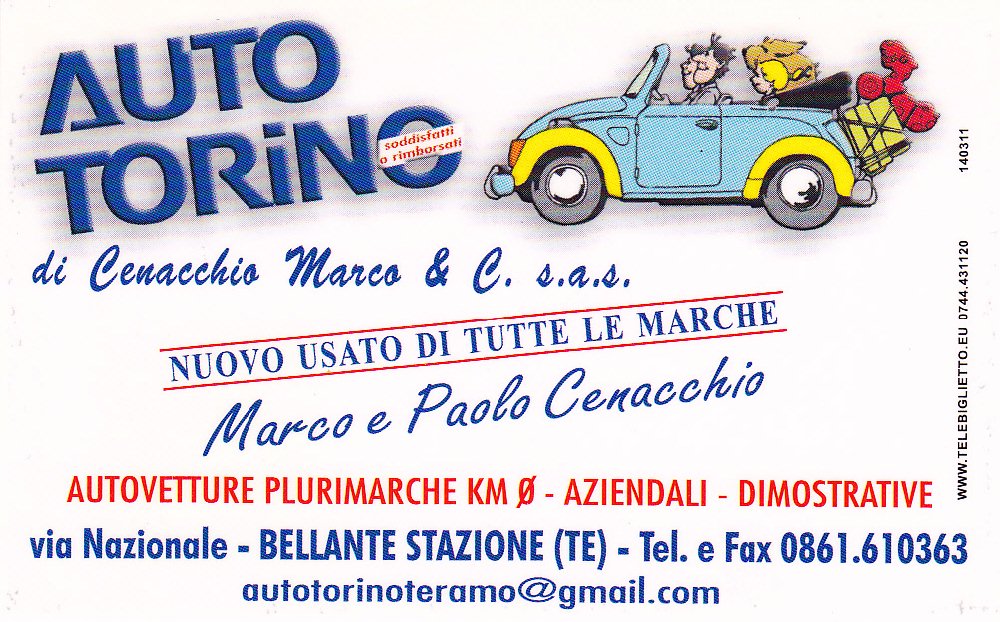 AUTO
TORiNO
soddisfatti
o rimborsati
di Cenacchio Marco & C. s.a.s.
NUOVO USATO DI TUTTE LE MARCHE
Marco e Paolo Cenacchio
AUTOVETTURE PLURIMARCHE KM Ø - AZIENDALI - DIMOSTRATIVE
via Nazionale - BELLANTE STAZIONE (TE) - Tel. e Fax 0861.610363
autotorinoteramo@gmail.com
WWW.TELEBIGLIETTO.EU 0744.431120 140311